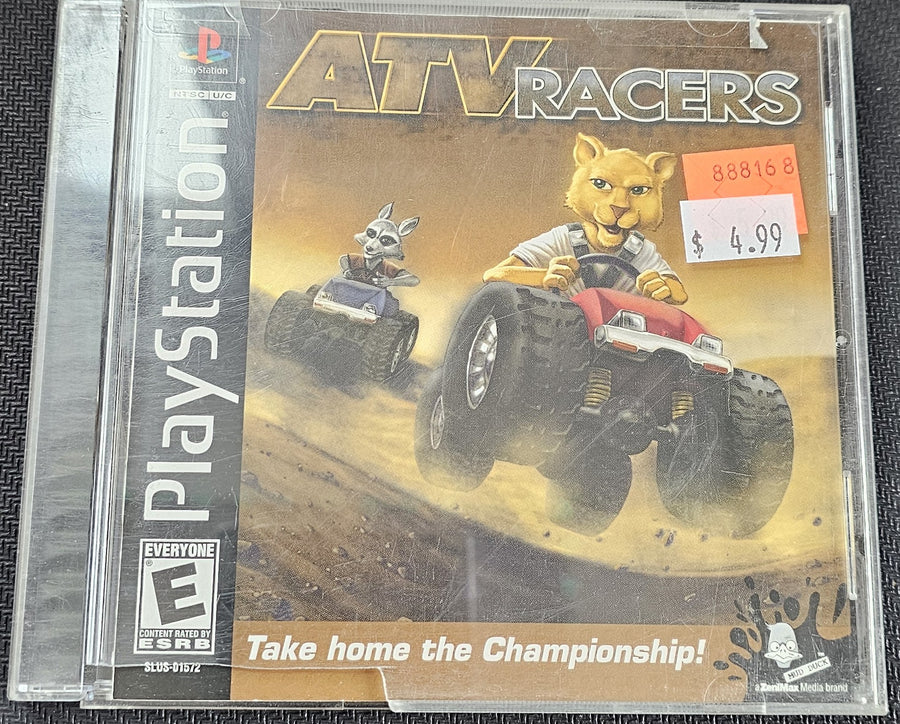 PlayStation
NTSC U/C
PlayStation
EVERYONE
E
CONTENT RATED BY
ESRB
SLUS-01572
ATV RACERS
888168
$ 4.99
Take home the Championship!
MUD DUCK
a ZeniMax Media brand